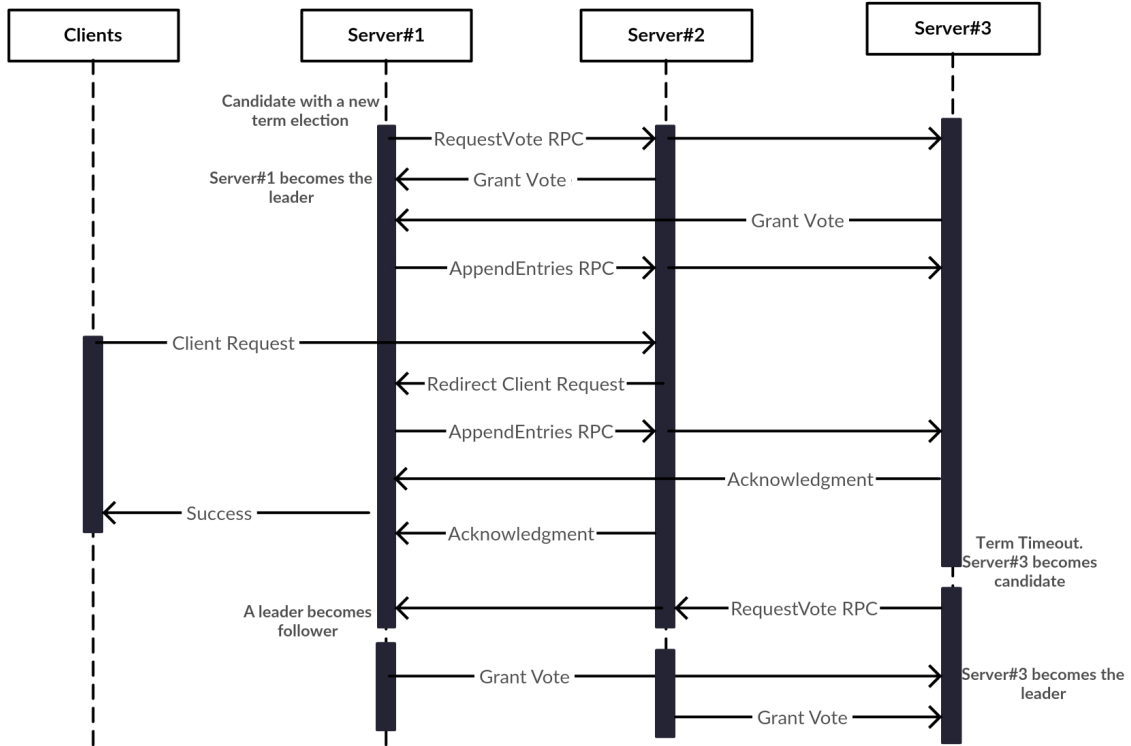 Clients
Server#1
Server#2
Server#3
Candidate with a new
term election
RequestVote RPC
Server#1 becomes the
leader
Grant Vote
Grant Vote
AppendEntries RPC
Client Request
Redirect Client Request
AppendEntries RPC
Acknowledgment
Success
Acknowledgment
Term Timeout.
Server#3 becomes
candidate
A leader becomes
follower
RequestVote RPC
Grant Vote
Server#3 becomes the
leader
Grant Vote